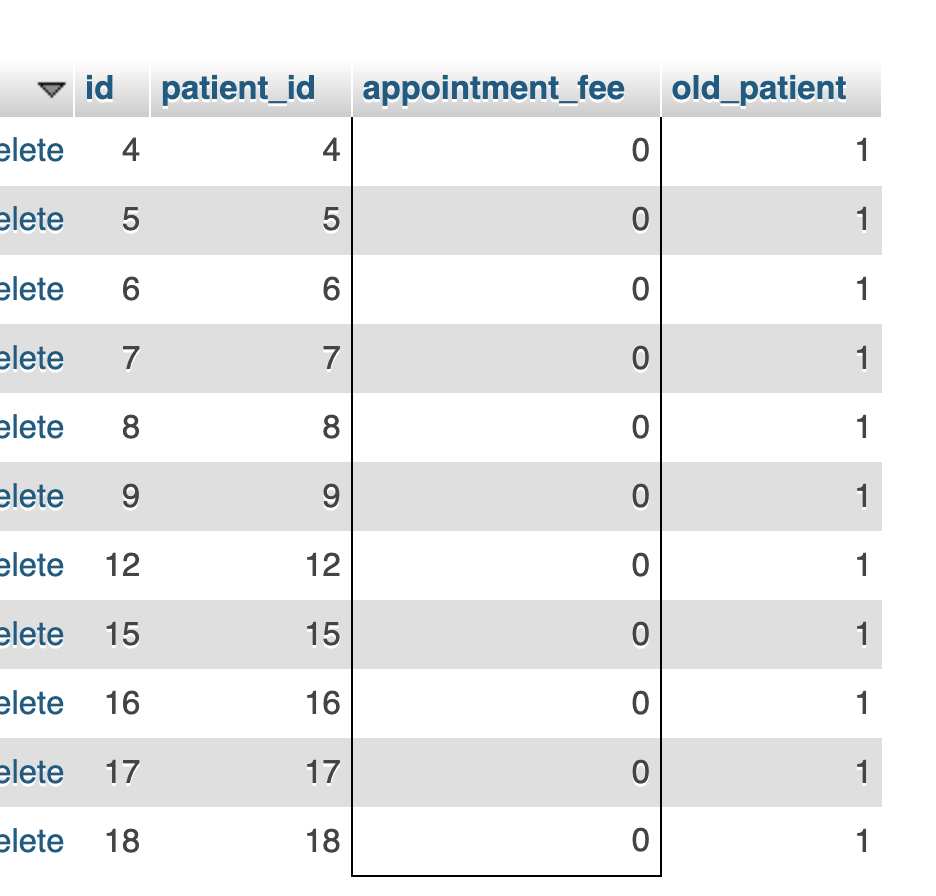 id patient_id appointment_fee old_patient
elete 4 4 0 1
elete 5 5 0 1
elete 6 6 0 1
elete 7 7 0 1
elete 8 8 0 1
elete 9 9 0 1
elete 12 12 0 1
elete 15 15 0 1
elete 16 16 0 1
elete 17 17 0 1
elete 18 18 0 1